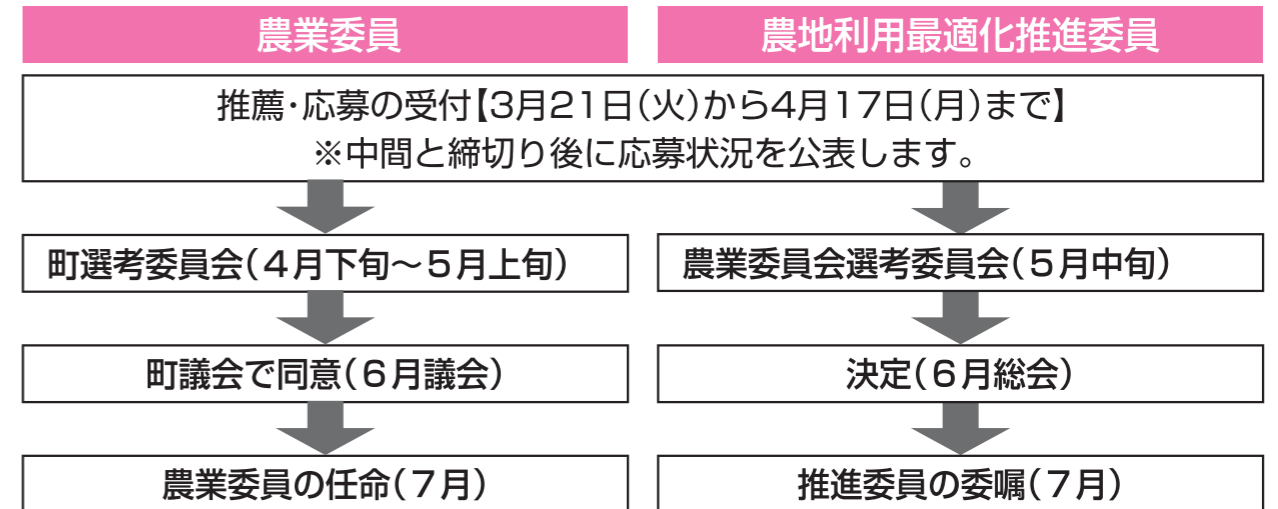 農業委員
農地利用最適化推進委員
推薦・応募の受付【3月21日(火)から4月17日(月)まで】
※中間と締切り後に応募状況を公表します。
町選考委員会(4月下旬～5月上旬)
農業委員会選考委員会(5月中旬)
町議会で同意(6月議会)
決定(6月総会)
農業委員の任命(7月)
推進委員の委嘱(7月)